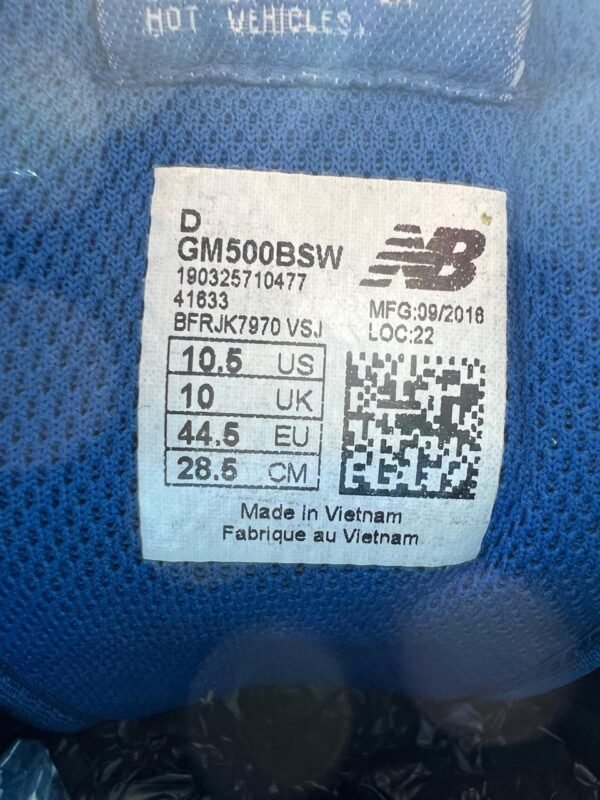 HOT VEHICLES,
D
GM500BSW
190325710477
41633
BFRJK7970 VSJ
NB
MFG:09/2016
LOC:22
10.5 US
10 UK
44.5 EU
28.5 CM
Made in Vietnam
Fabrique au Vietnam